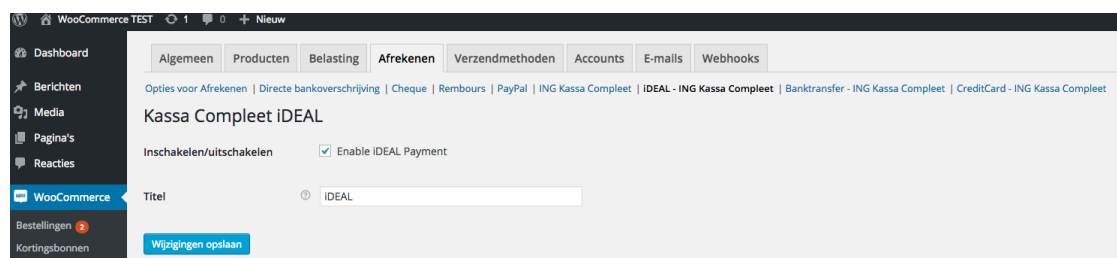 WooCommerce TEST 1 0 + Nieuw
Dashboard
Berichten
Media
Pagina's
Reacties
WooCommerce
Bestellingen 2
Kortingsbonnen
Algemeen Producten Belasting Afrekenen Verzendmethoden Accounts E-mails Webhooks
Opties voor Afrekenen | Directe bankoverschrijving | Cheque | Rembours | PayPal | ING Kassa Compleet | iDEAL - ING Kassa Compleet | Banktransfer - ING Kassa Compleet | CreditCard - ING Kassa Compleet
Kassa Compleet iDEAL
Inschakelen/uitschakelen Enable iDEAL Payment
Titel ? iDEAL
Wijzigingen opslaan